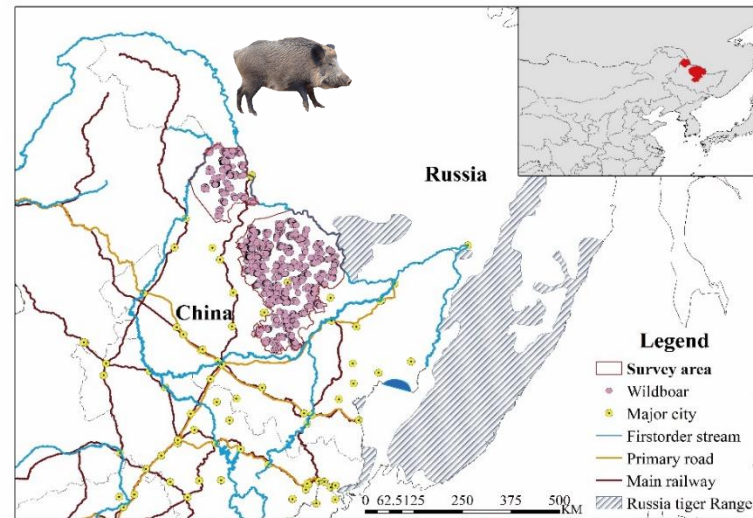 Russia
China
Legend
Survey area
Wildboar
Major city
Firstorder stream
Primary road
Main railway
Russia tiger Range
0 62.5125 250 375 500
KM